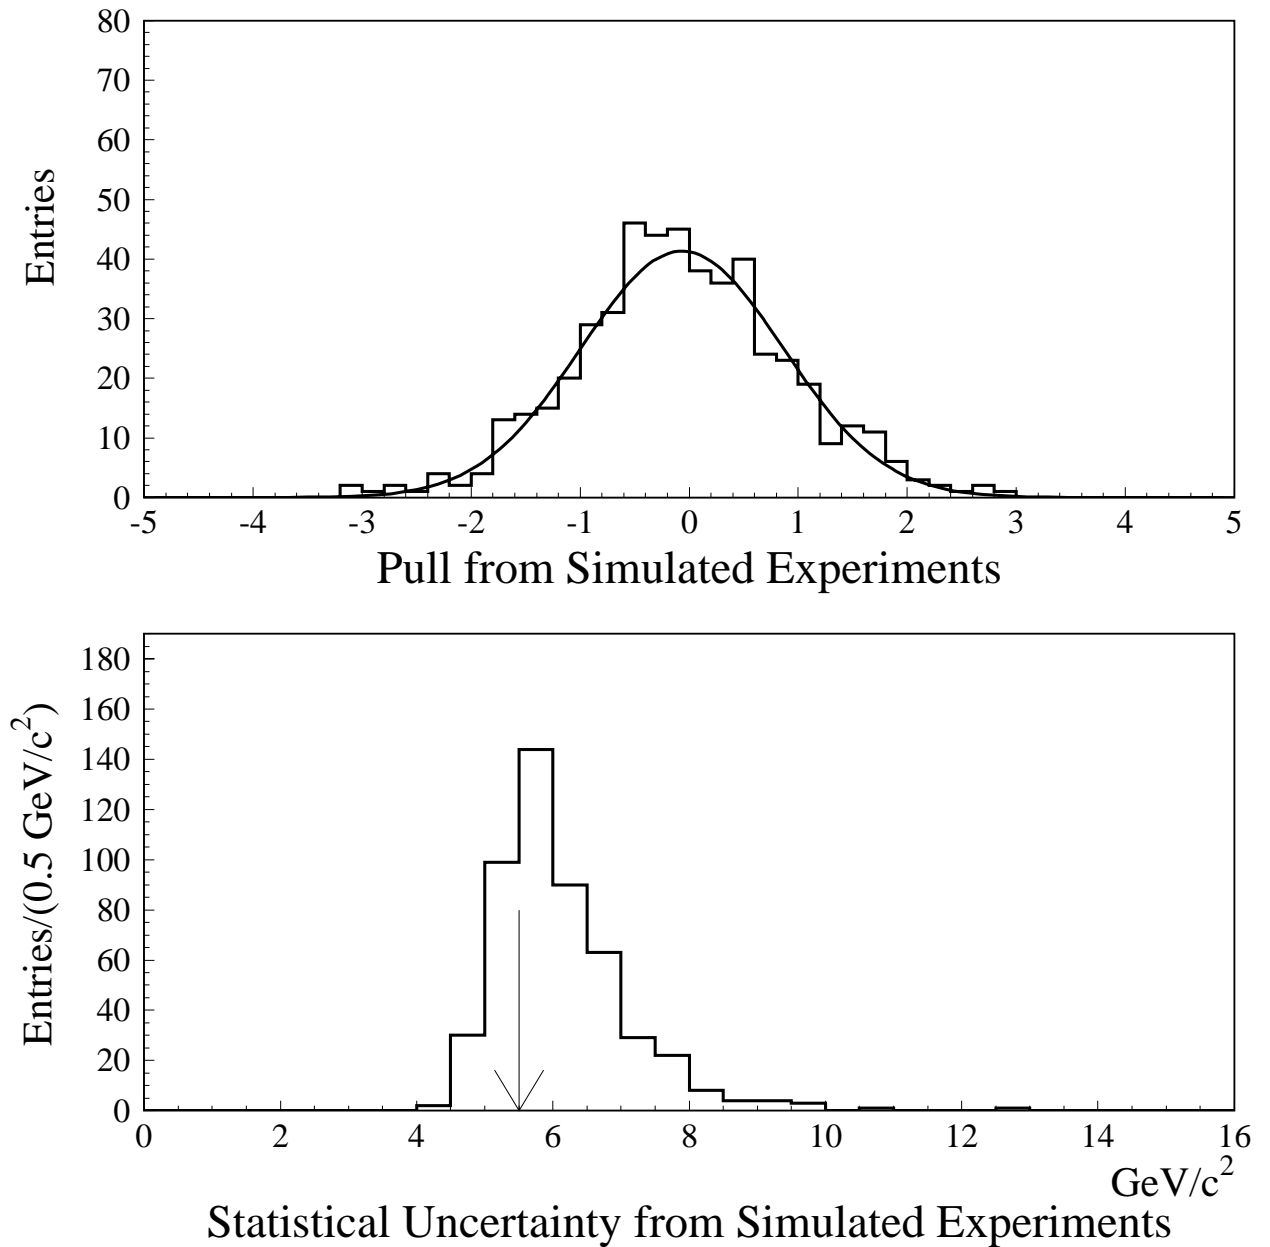 80
70
60
50
40
30
20
10
0
Entries
-5 -4 -3 -2 -1 0 1 2 3 4 5
Pull from Simulated Experiments
180
160
140
120
100
80
60
40
20
0
Entries/(0.5 GeV/c²)
0 2 4 6 8 10 12 14 16
GeV/c²
Statistical Uncertainty from Simulated Experiments